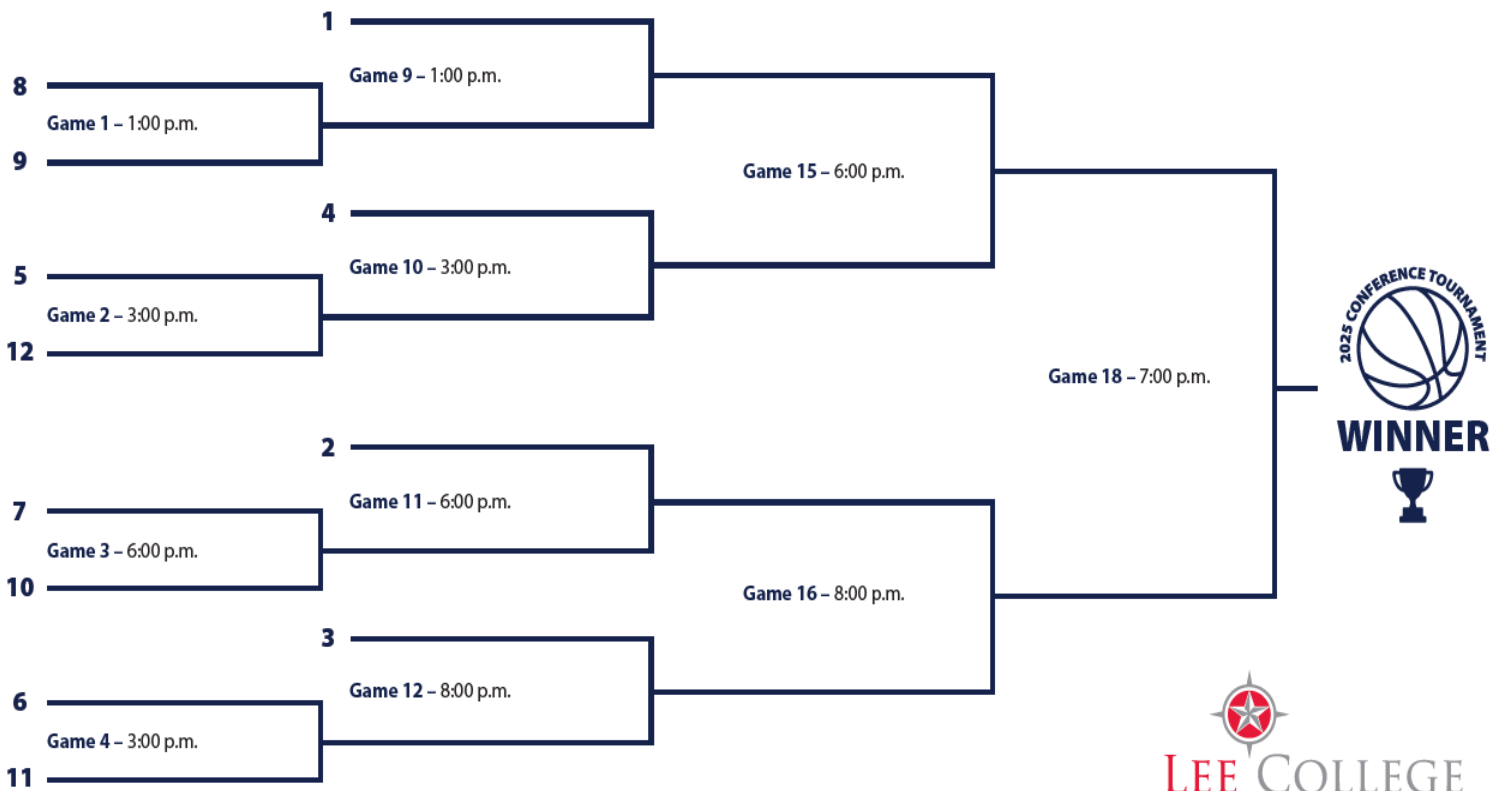 1
Game 9 – 1:00 p.m.
8
Game 1 – 1:00 p.m.
9
Game 15 – 6:00 p.m.
4
Game 10 – 3:00 p.m.
5
Game 2 – 3:00 p.m.
12
Game 18 – 7:00 p.m.
2025 CONFERENCE TOURNAMENT
WINNER
2
Game 11 – 6:00 p.m.
7
Game 3 – 6:00 p.m.
10
Game 16 – 8:00 p.m.
3
Game 12 – 8:00 p.m.
6
Game 4 – 3:00 p.m.
11
LEE COLLEGE